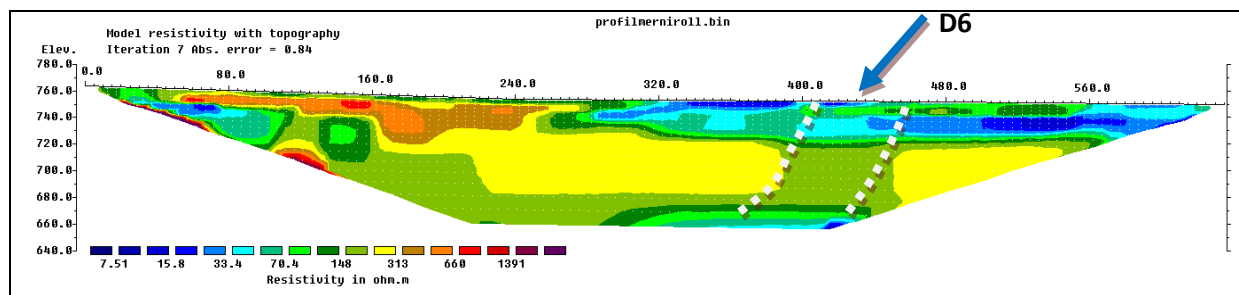 profilmerniroll.bin
D6
Model resistivity with topography
Elev. Iteration 7 Abs. error = 0.84
780.0
760.0
740.0
720.0
700.0
680.0
660.0
640.0
0.0 80.0 160.0 240.0 320.0 400.0 480.0 560.0
7.51 15.8 33.4 70.4 148 313 660 1391
Resistivity in ohm.m